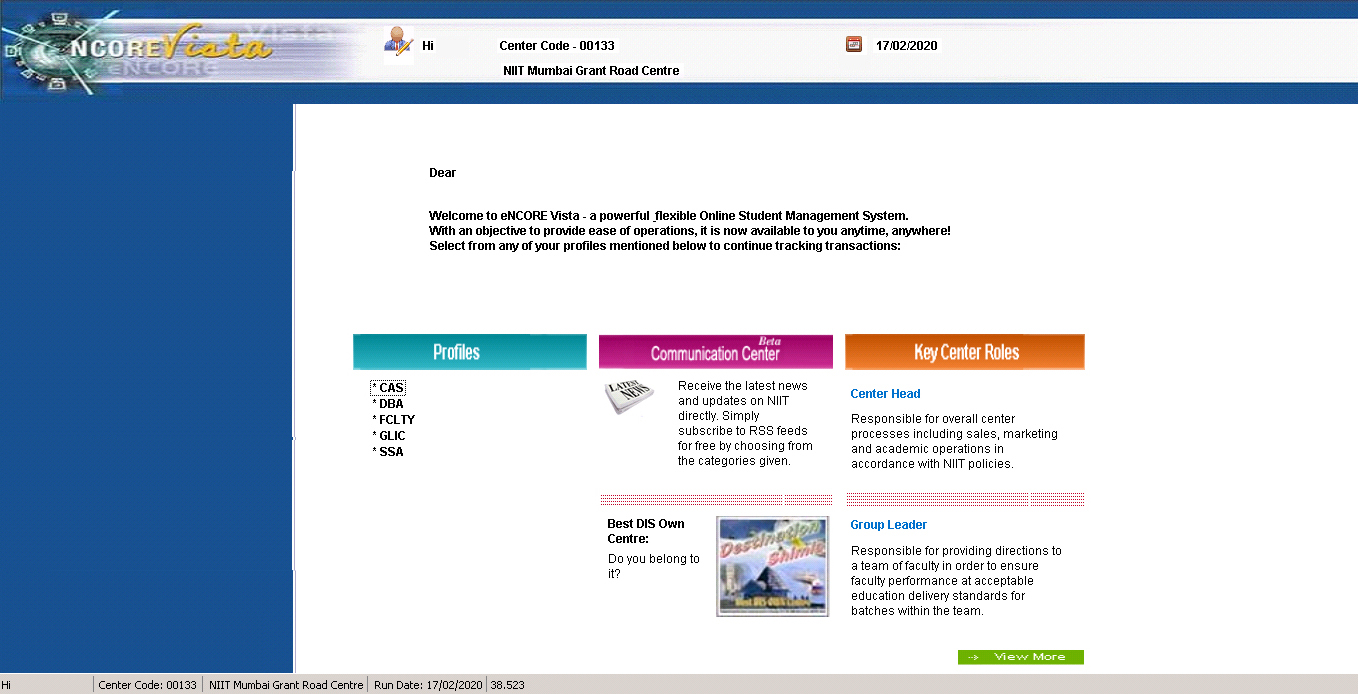 NCOREVista
eNCORE
Hi
Center Code - 00133
17/02/2020
NIIT Mumbai Grant Road Centre
Dear
Welcome to eNCORE Vista - a powerful ,flexible Online Student Management System.
With an objective to provide ease of operations, it is now available to you anytime, anywhere!
Select from any of your profiles mentioned below to continue tracking transactions:
Profiles
* CAS
* DBA
* FCLTY
* GLIC
* SSA
Communication Center Beta
LATEST
NEWS
Receive the latest news
and updates on NIIT
directly. Simply
subscribe to RSS feeds
for free by choosing from
the categories given.
Best DIS Own
Centre:
Do you belong to
it?
Destination
Shimla
Best DIS OWN Centre
Key Center Roles
Center Head
Responsible for overall center
processes including sales, marketing
and academic operations in
accordance with NIIT policies.
Group Leader
Responsible for providing directions to
a team of faculty in order to ensure
faculty performance at acceptable
education delivery standards for
batches within the team.
View More
Hi
Center Code: 00133
NIIT Mumbai Grant Road Centre
Run Date: 17/02/2020
38.523